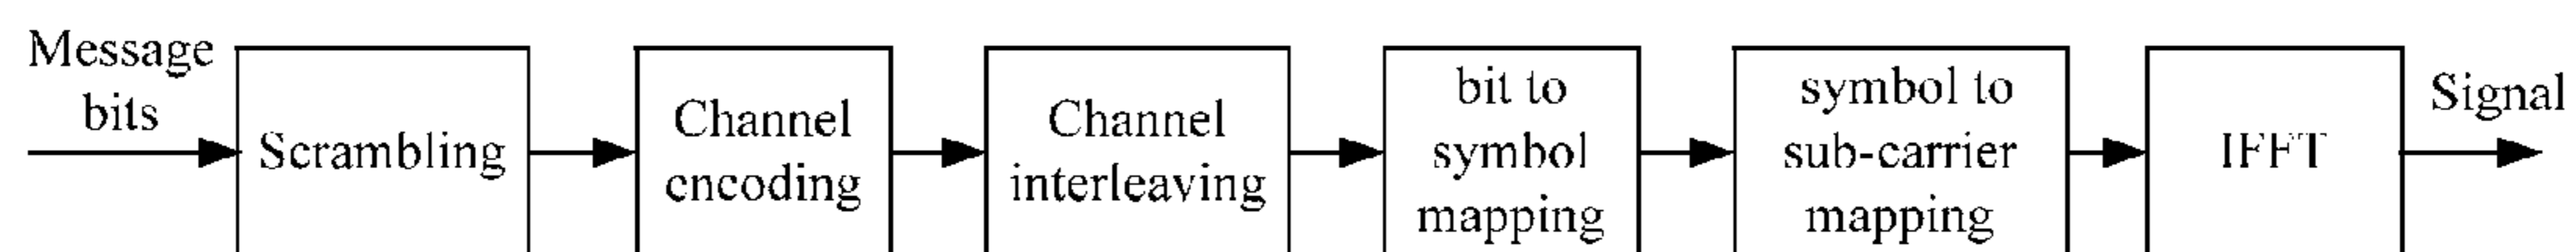 Message
bits
Scrambling
Channel
encoding
Channel
interleaving
bit to
symbol
mapping
symbol to
sub-carrier
mapping
IFFT
Signal